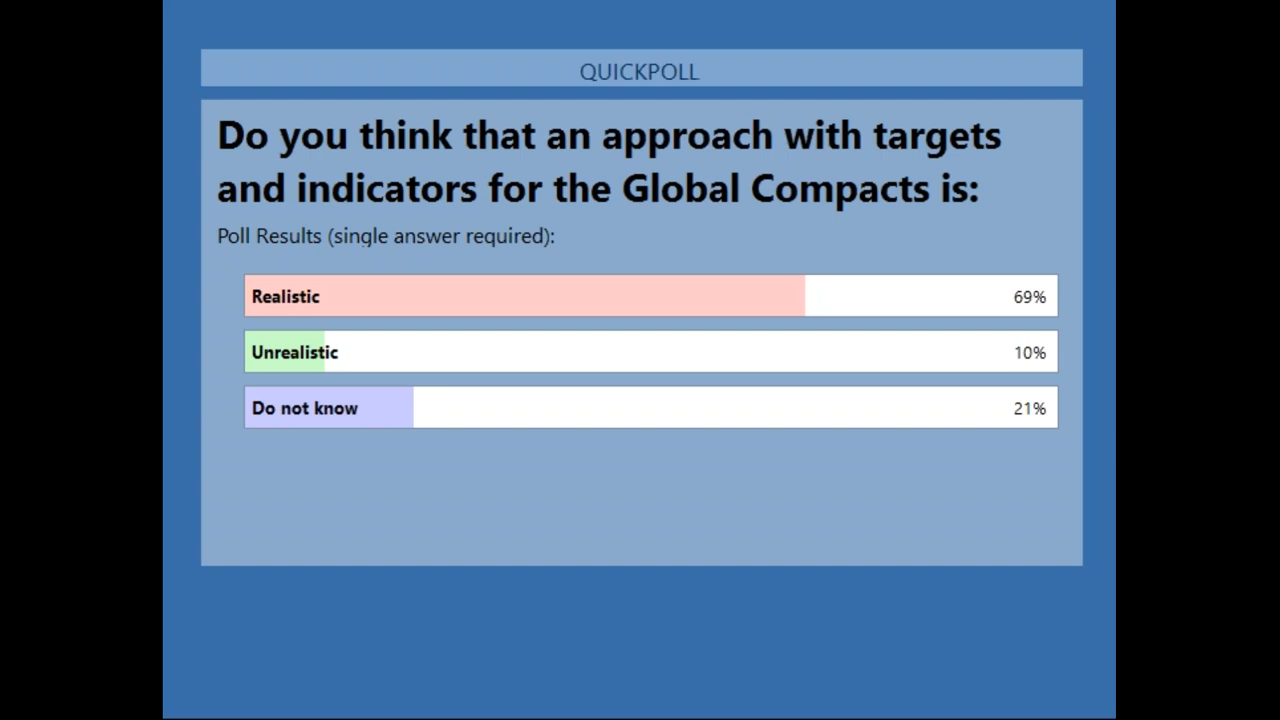 QUICKPOLL
Do you think that an approach with targets
and indicators for the Global Compacts is:
Poll Results (single answer required):
Realistic 69%
Unrealistic 10%
Do not know 21%